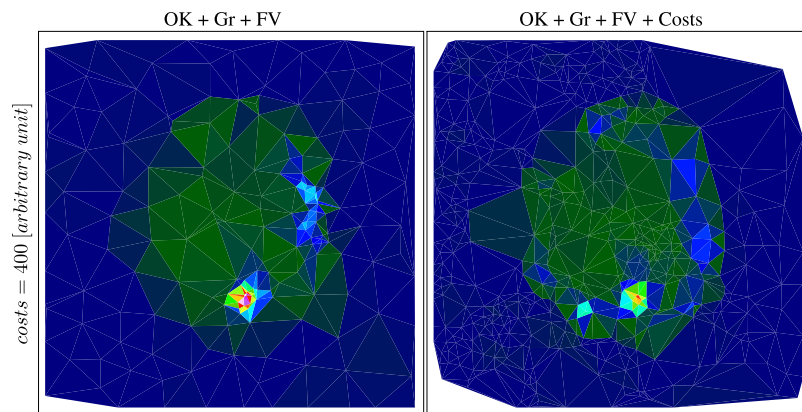 OK + Gr + FV
OK + Gr + FV + Costs
costs = 400 [arbitrary unit]